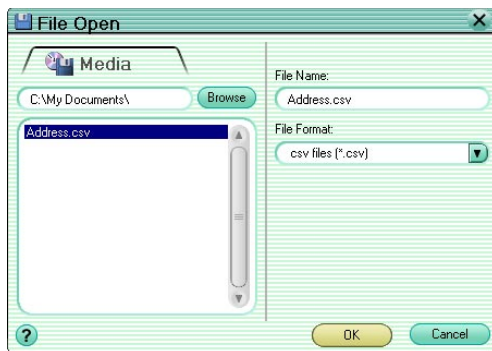 File Open
Media
C:\My Documents\
Browse
Address.csv
File Name:
Address.csv
File Format:
csv files (*.csv)
?
OK
Cancel